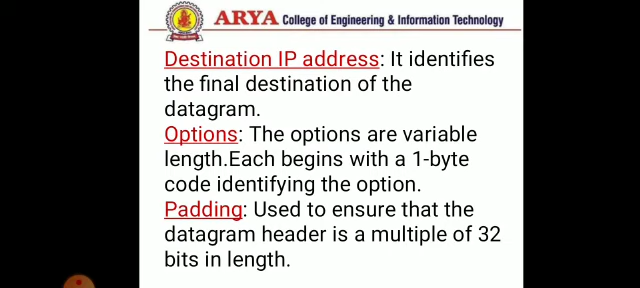 ARYA College of Engineering & Information Technology
Destination IP address: It identifies
the final destination of the
datagram.
Options: The options are variable
length.Each begins with a 1-byte
code identifying the option.
Padding: Used to ensure that the
datagram header is a multiple of 32
bits in length.